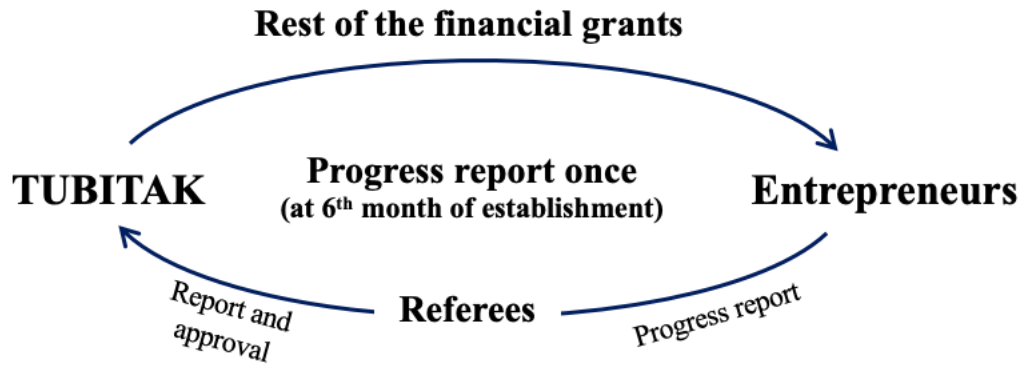 Rest of the financial grants
TUBITAK
Progress report once
(at 6th month of establishment)
Entrepreneurs
Report and
approval
Referees
Progress report